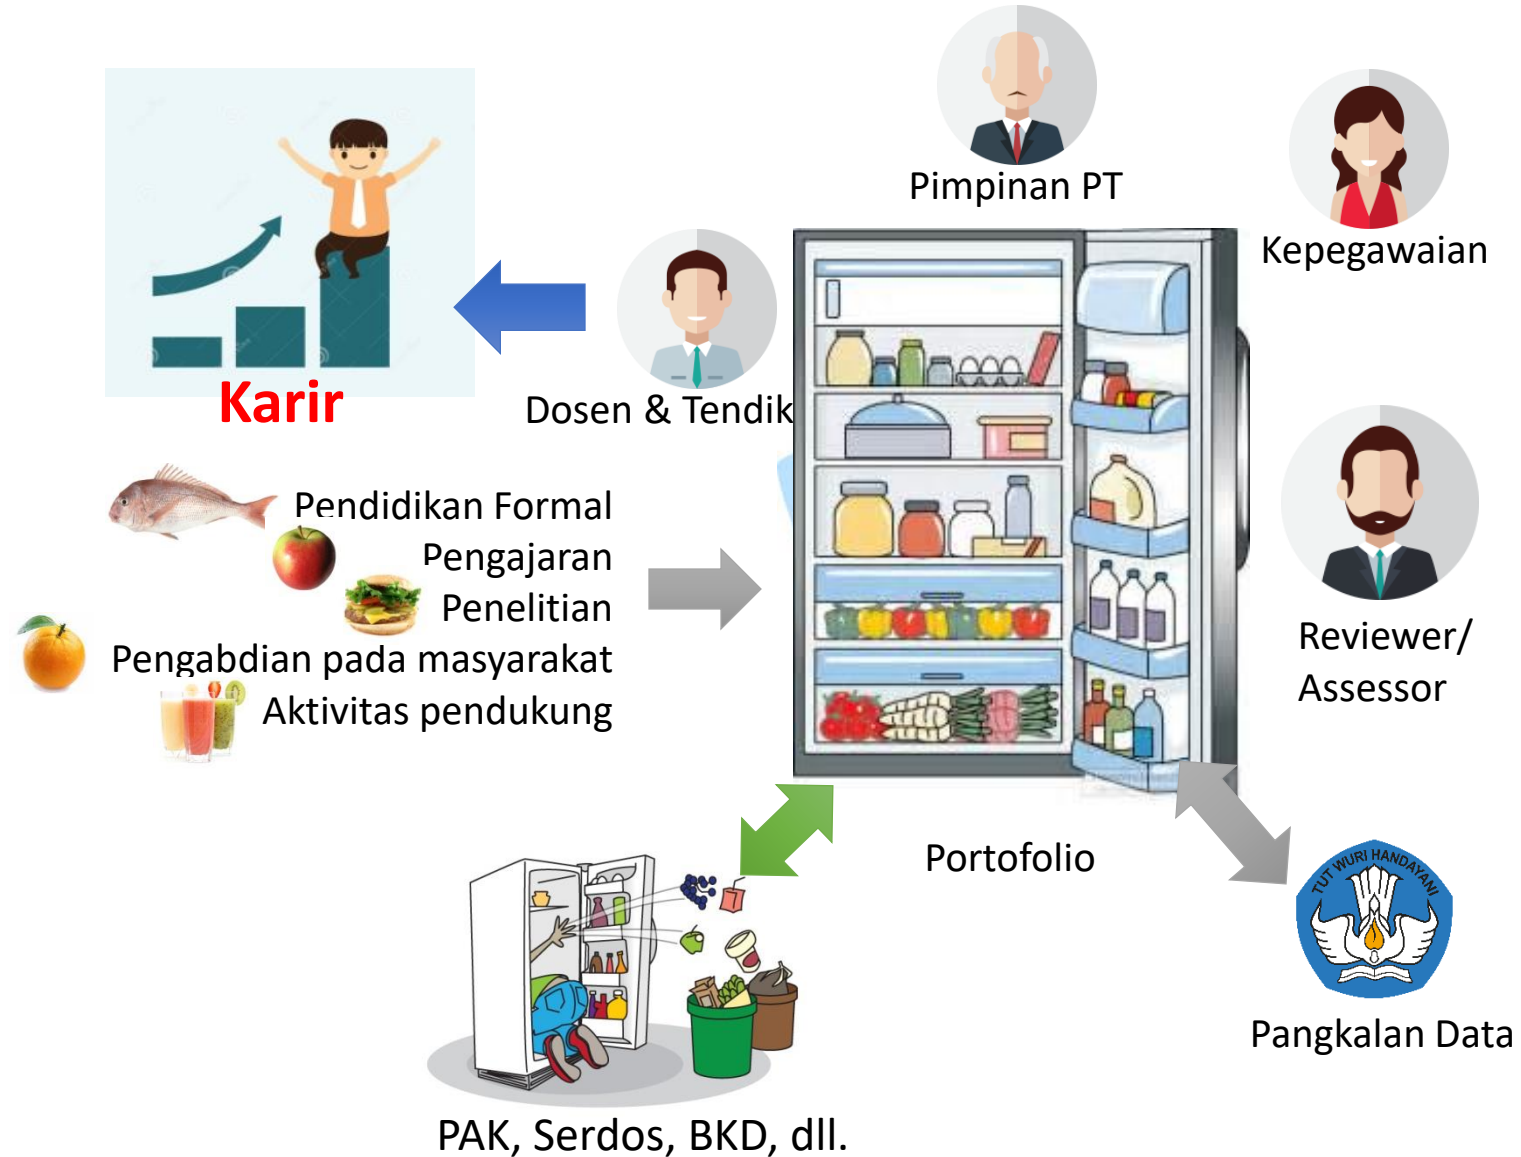 Pimpinan PT
Kepegawaian
Karir
Dosen & Tendik
Pendidikan Formal
Pengajaran
Penelitian
Pengabdian pada masyarakat
Aktivitas pendukung
Reviewer/
Assessor
Portofolio
TUT WURI HANDAYANI
Pangkalan Data
PAK, Serdos, BKD, dll.